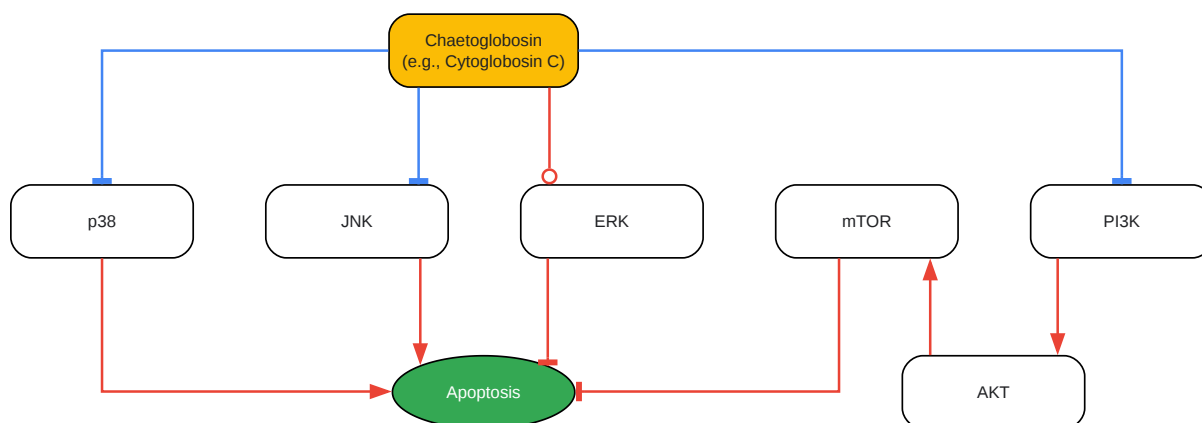 Chaetoglobosin
(e.g., Cytoglobosin C)
p38
JNK
ERK
mTOR
PI3K
Apoptosis
AKT